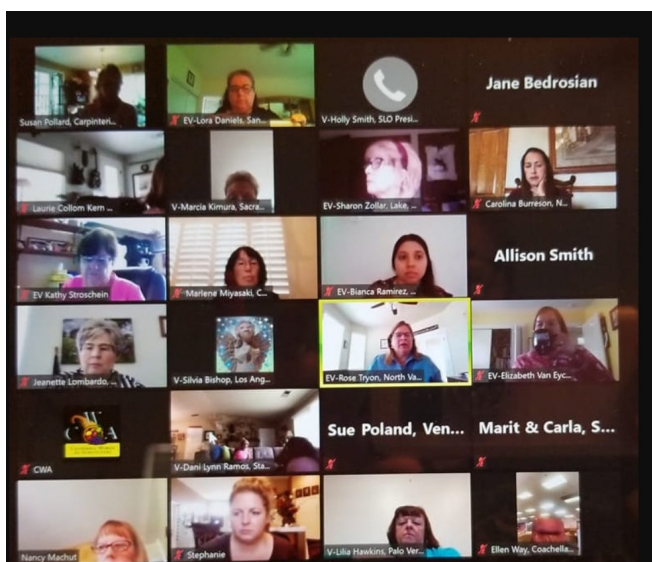 Susan Pollard, Carpinteri...
EV-Lora Daniels, San...
V-Holly Smith, SLO Presi...
Jane Bedrosian
Laurie Collom Kern ...
V-Marcia Kimura, Sacra...
EV-Sharon Zollar, Lake, ...
Carolina Burreson, N...
EV Kathy Stroschein
Marlene Miyasaki, C...
EV-Bianca Ramirez, ...
Allison Smith
Jeanette Lombardo, ...
V-Silvia Bishop, Los Ang...
EV-Rose Tryon, North Va...
EV-Elizabeth Van Eyc...
CWA
CWA
V-Dani Lynn Ramos, Sta...
Sue Poland, Ven...
Marit & Carla, S...
Nancy Machut
Stephanie
V-Lilia Hawkins, Palo Ver...
Ellen Way, Coachella...